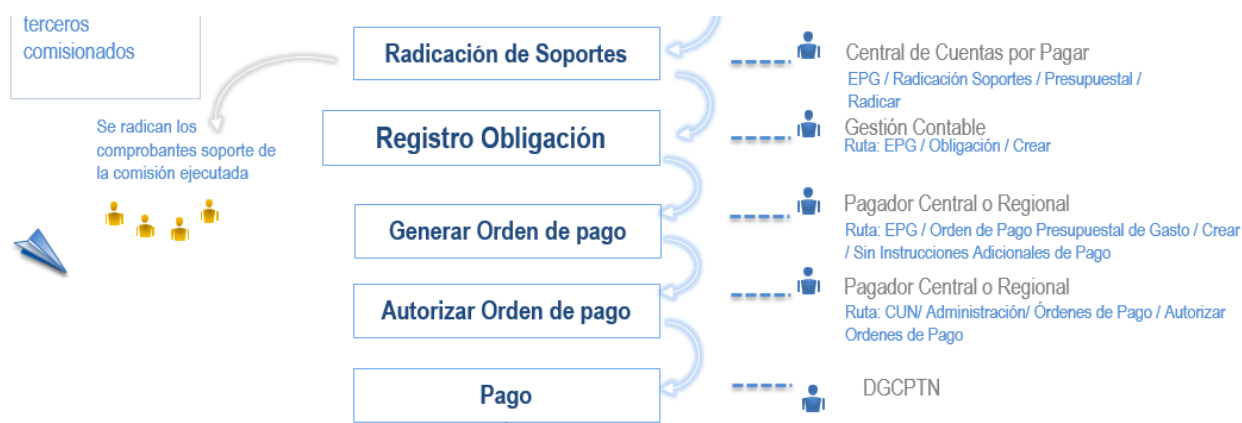 terceros
comisionados
Radicación de Soportes
Central de Cuentas por Pagar
EPG / Radicación Soportes / Presupuestal /
Radicar
Se radican los
comprobantes soporte de
la comisión ejecutada
Registro Obligación
Gestión Contable
Ruta: EPG / Obligación / Crear
Generar Orden de pago
Pagador Central o Regional
Ruta: EPG / Orden de Pago Presupuestal de Gasto / Crear
/ Sin Instrucciones Adicionales de Pago
Autorizar Orden de pago
Pagador Central o Regional
Ruta: CUN/ Administración/ Órdenes de Pago / Autorizar
Ordenes de Pago
Pago
DGCPTN